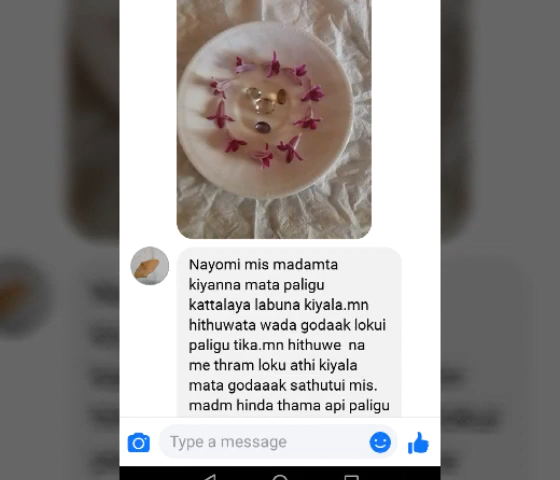 Nayomi mis madamta
kiyanna mata paligu
kattalaya labuna kiyala.mn
hithuwata wada godaak lokui
paligu tika.mn hithuwe na
me thram loku athi kiyala
mata godaaak sathutui mis.
madm hinda thama api paligu
Type a message